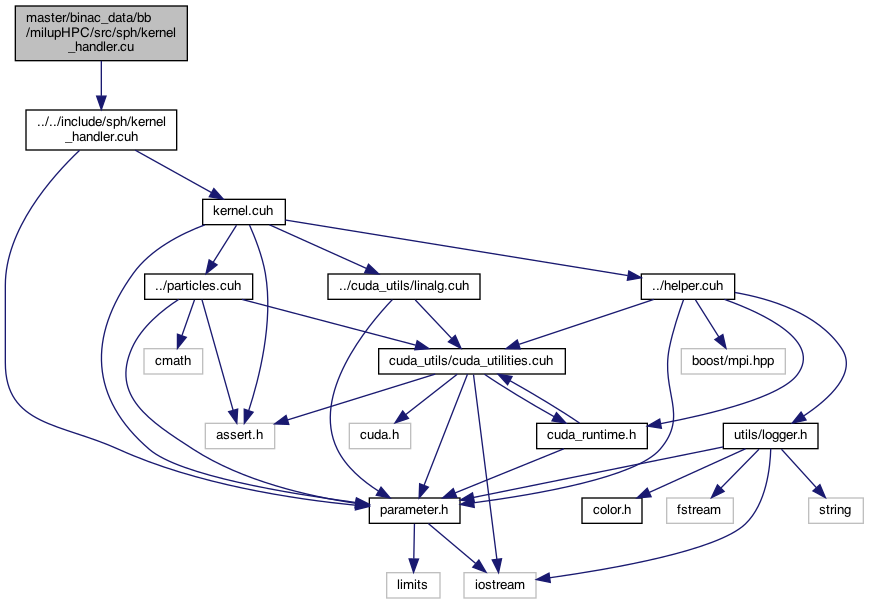 master/binac_data/bb
/milupHPC/src/sph/kernel
_handler.cu
../../include/sph/kernel
_handler.cuh
kernel.cuh
../particles.cuh
../cuda_utils/linalg.cuh
../helper.cuh
cmath
cuda_utils/cuda_utilities.cuh
boost/mpi.hpp
assert.h
cuda.h
cuda_runtime.h
utils/logger.h
parameter.h
color.h
fstream
string
limits
iostream